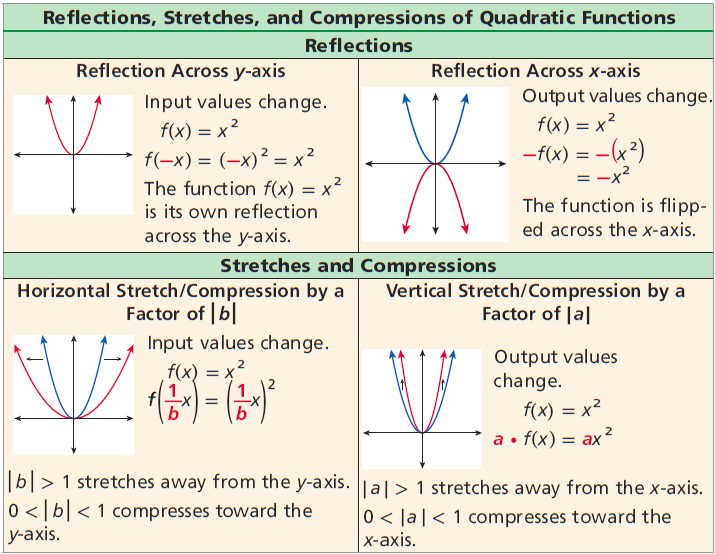 Reflections, Stretches, and Compressions of Quadratic Functions
Reflections
Reflection Across y-axis
Input values change.
f(x) = x²
f(−x) = (−x)² = x²
The function f(x) = x²
is its own reflection
across the y-axis.
Reflection Across x-axis
Output values change.
f(x) = x²
−f(x) = −(x²)
= −x²
The function is flipp-
ed across the x-axis.
Stretches and Compressions
Horizontal Stretch/Compression by a
Factor of |b|
Input values change.
f(x) = x²
f(1/b x) = (1/b x)²
|b| > 1 stretches away from the y-axis.
0 < |b| < 1 compresses toward the
y-axis.
Vertical Stretch/Compression by a
Factor of |a|
Output values
change.
f(x) = x²
a • f(x) = ax²
|a| > 1 stretches away from the x-axis.
0 < |a| < 1 compresses toward the
x-axis.